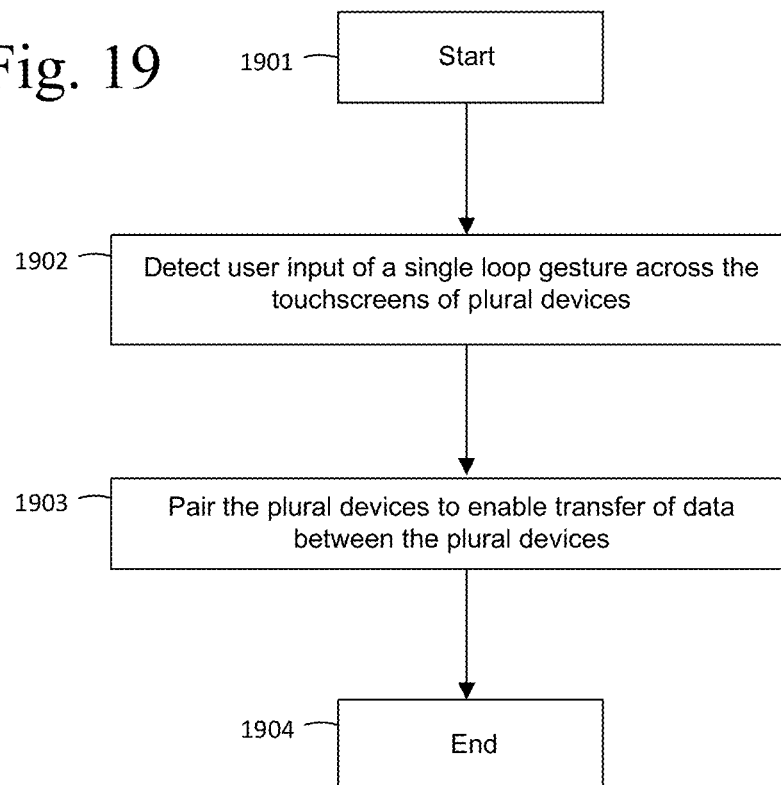 Fig. 19
1901
Start
1902
Detect user input of a single loop gesture across the
touchscreens of plural devices
1903
Pair the plural devices to enable transfer of data
between the plural devices
1904
End